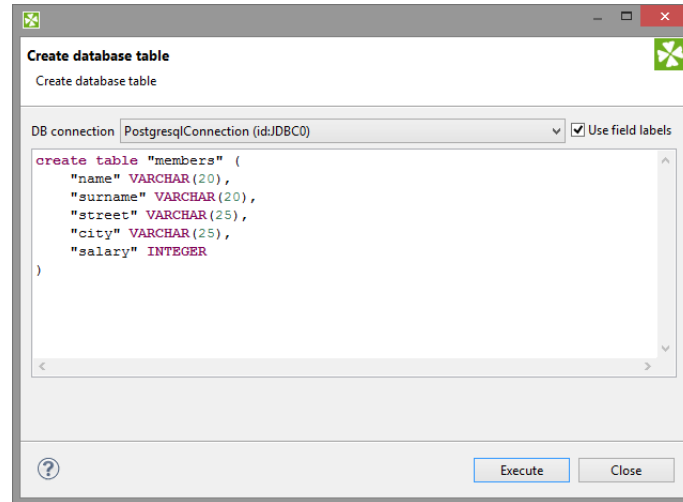 Create database table
Create database table
DB connection PostgresqlConnection (id:JDBC0) Use field labels
create table "members" (
    "name" VARCHAR(20),
    "surname" VARCHAR(20),
    "street" VARCHAR(25),
    "city" VARCHAR(25),
    "salary" INTEGER
)
? Execute Close